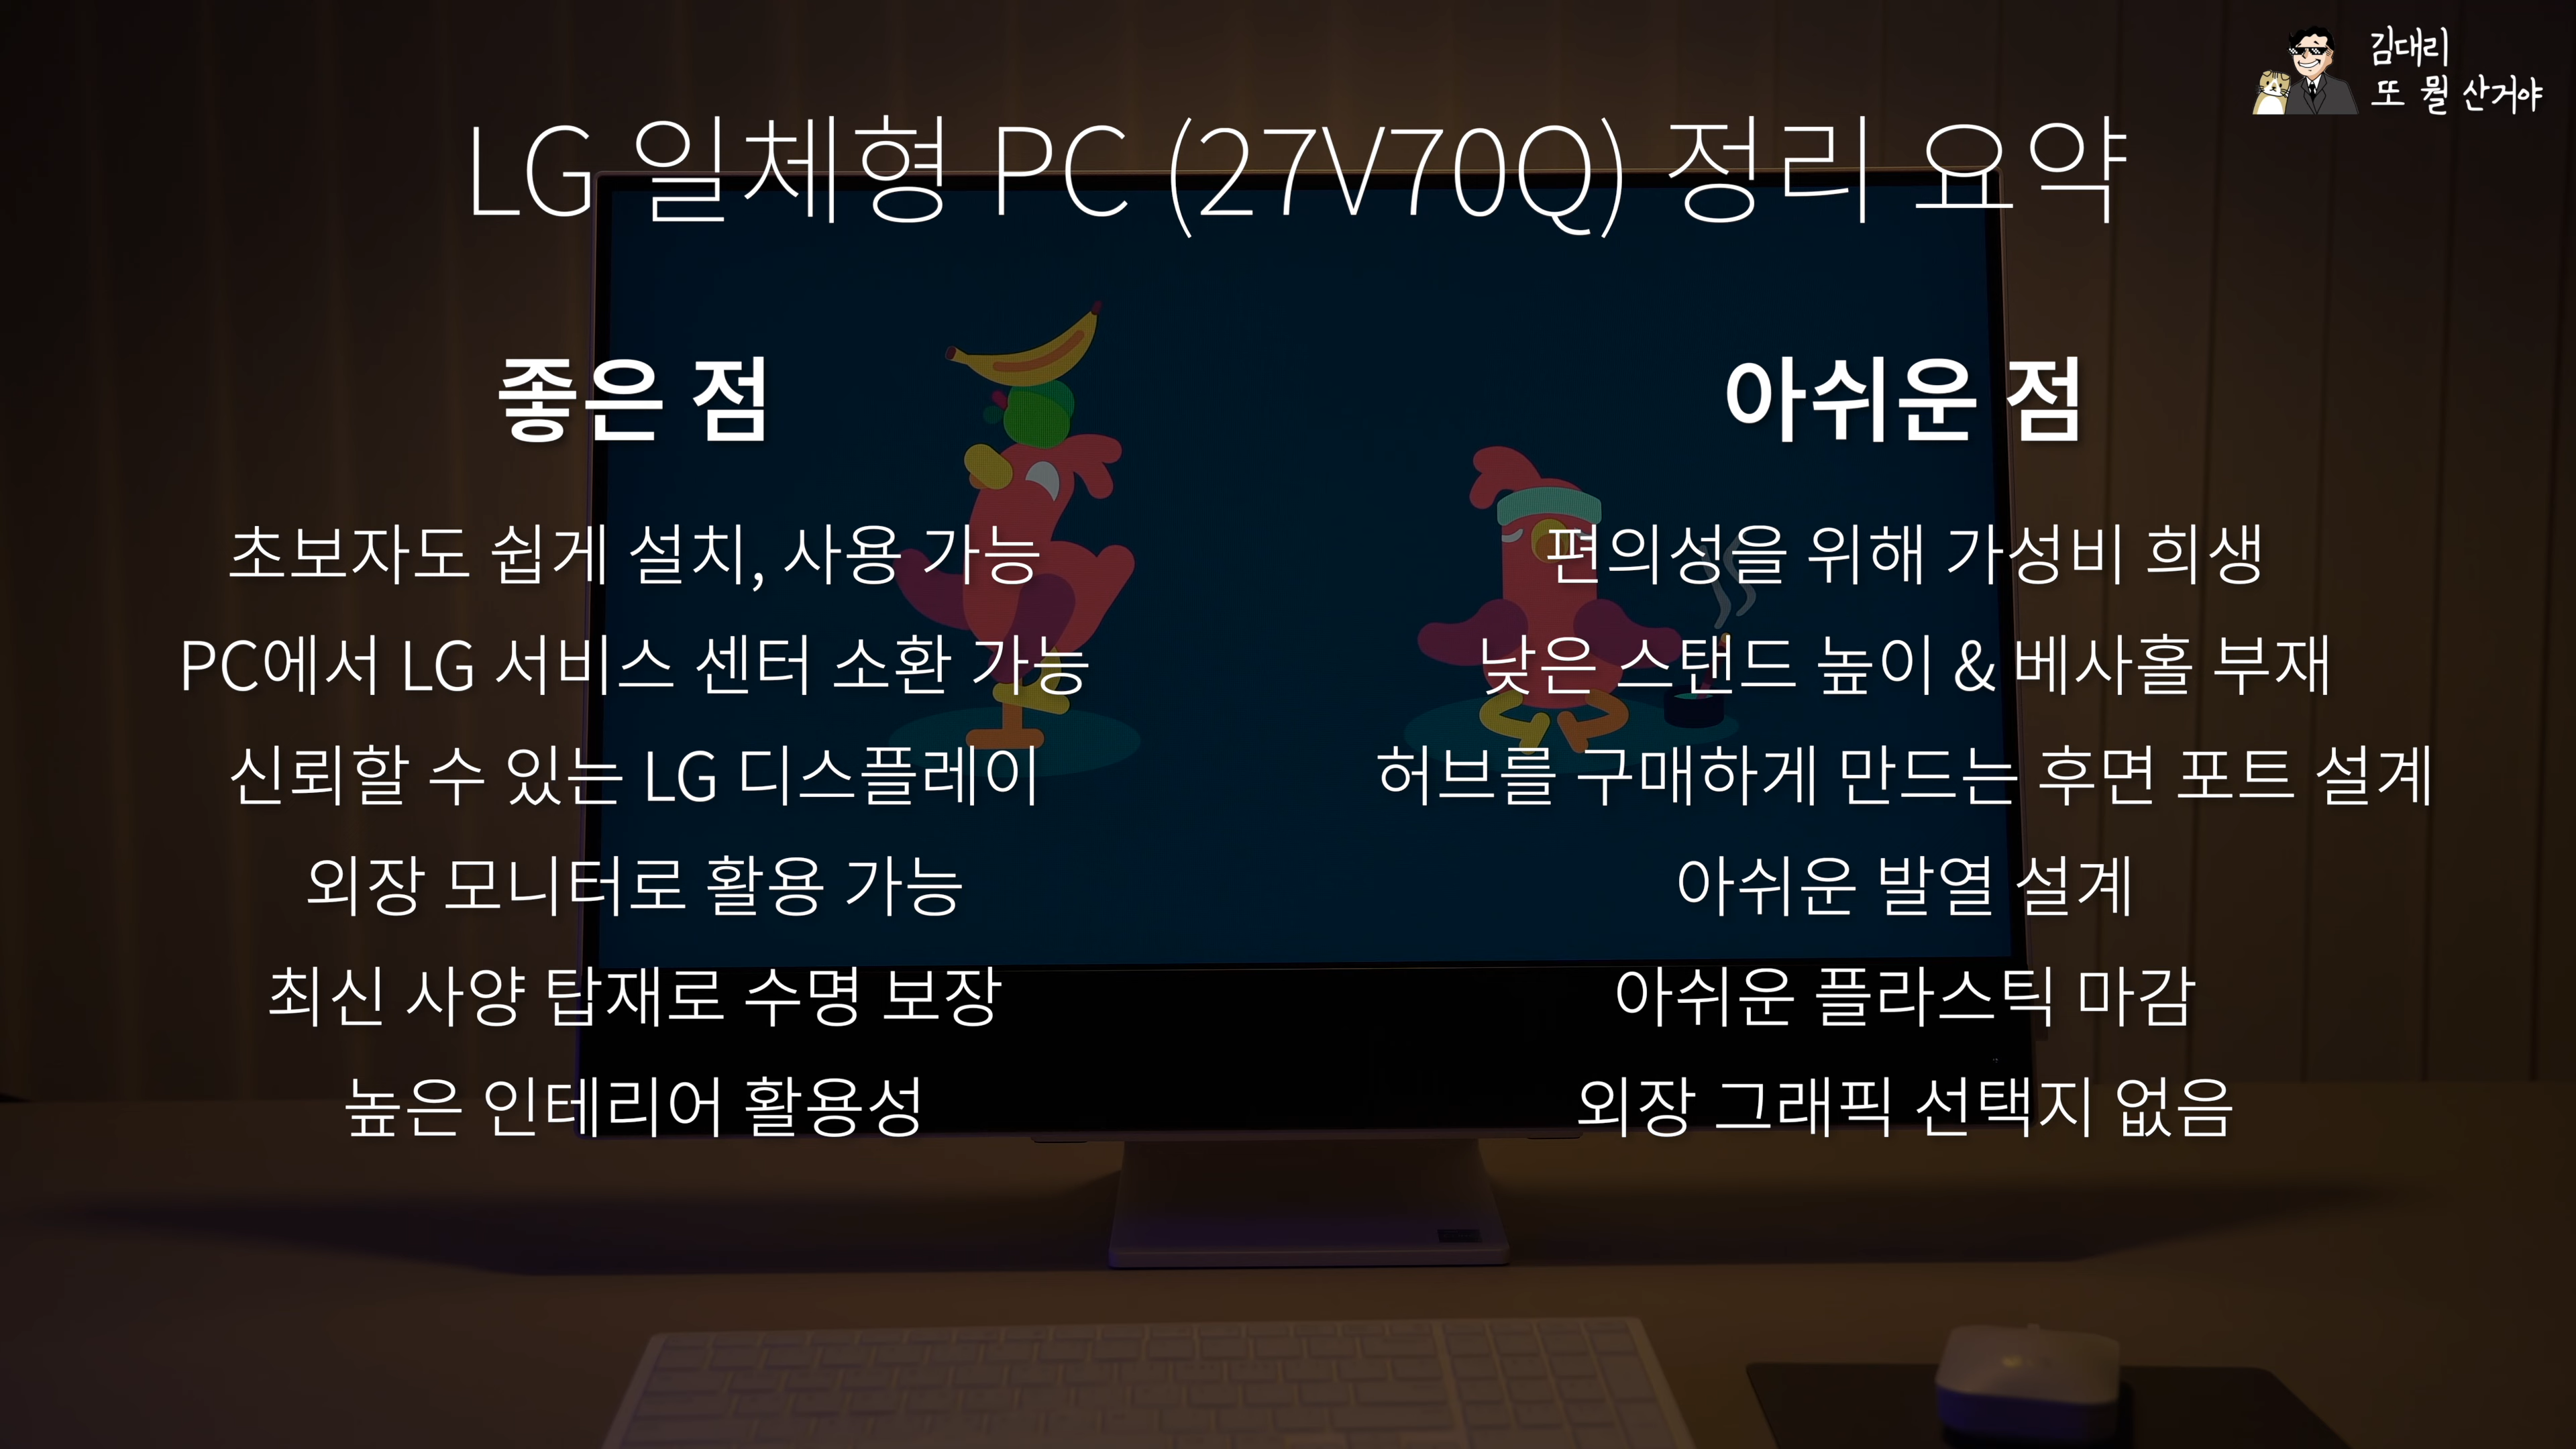 김대리
또 뭘 산거야
LG 일체형 PC (27V70Q) 정리 요약
좋은 점
초보자도 쉽게 설치, 사용 가능
PC에서 LG 서비스 센터 소환 가능
신뢰할 수 있는 LG 디스플레이
외장 모니터로 활용 가능
최신 사양 탑재로 수명 보장
높은 인테리어 활용성
아쉬운 점
편의성을 위해 가성비 희생
낮은 스탠드 높이 & 베사홀 부재
허브를 구매하게 만드는 후면 포트 설계
아쉬운 발열 설계
아쉬운 플라스틱 마감
외장 그래픽 선택지 없음